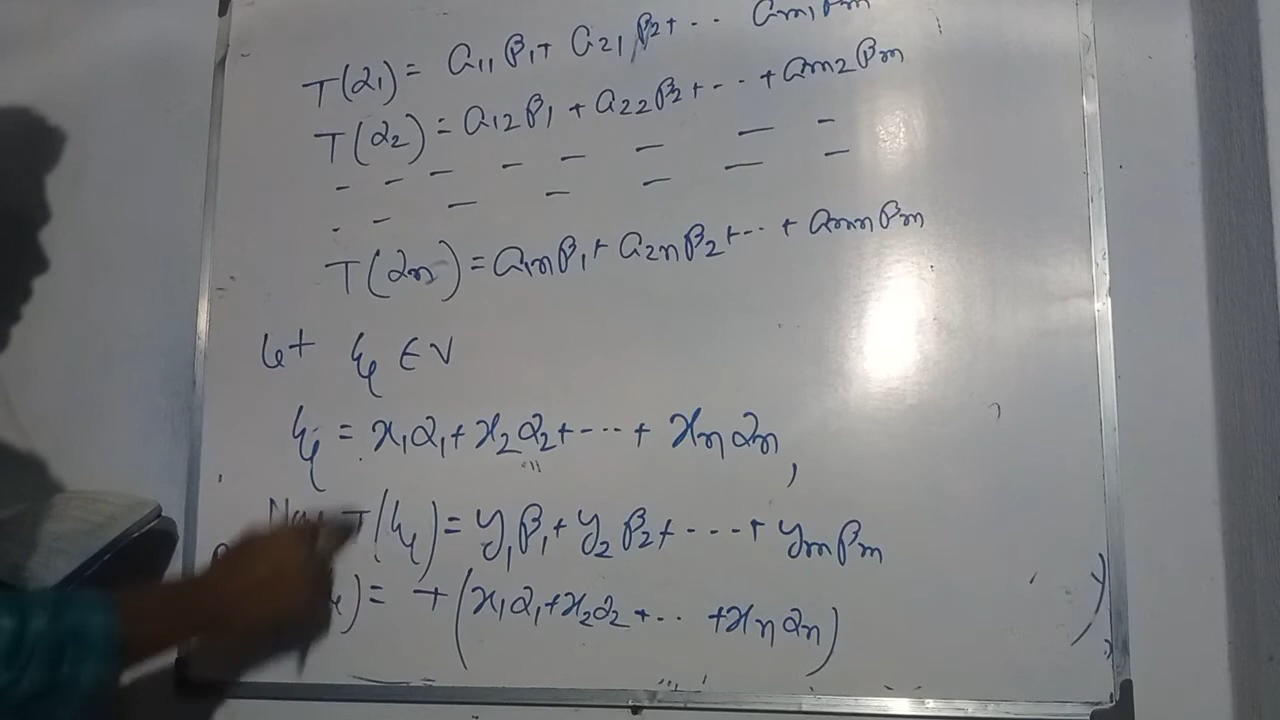 T(α₁) = a₁₁β₁ + a₂₁β₂ + ·· aₘ₁βₘ
T(α₂) = a₁₂β₁ + a₂₂β₂ + ·· + aₘ₂βₘ
T(αₙ) = a₁ₙβ₁ + a₂ₙβ₂ + ··· + aₘₙβₘ
Let ξ ∈ V
ξ = x₁α₁ + x₂α₂ + ··· + xₙαₙ,
T(ξ) = y₁β₁ + y₂β₂ + ··· + yₘβₘ
) = T(x₁α₁ + x₂α₂ + ·· + xₙαₙ)